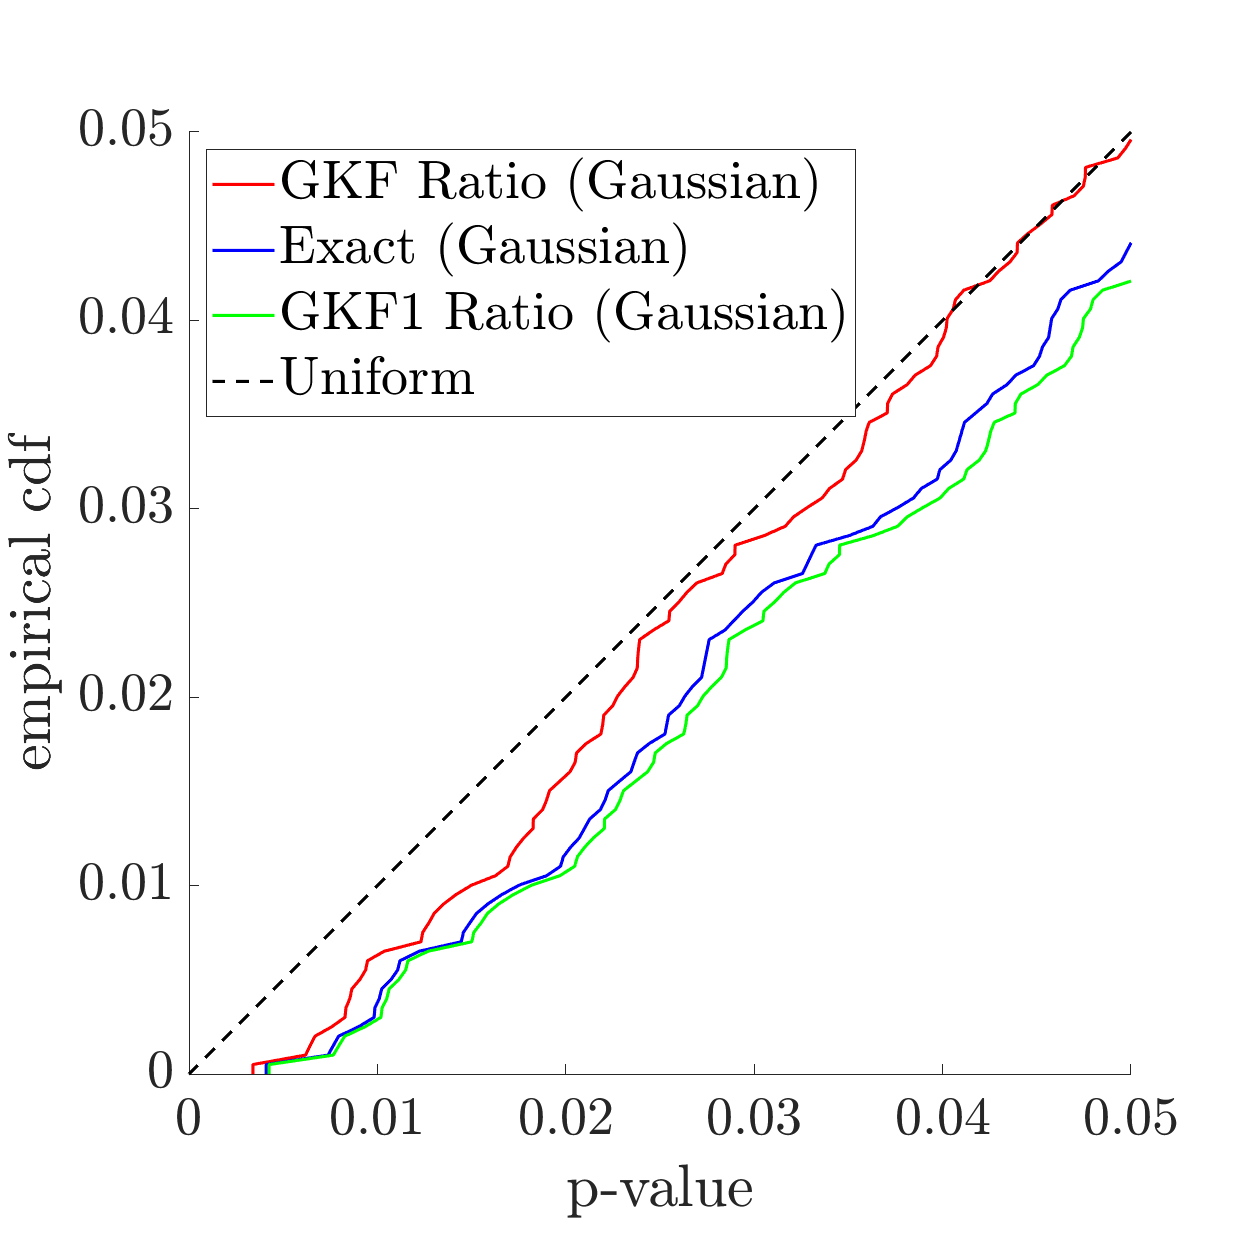 0.05
0.04
0.03
0.02
0.01
0
empirical cdf
GKF Ratio (Gaussian)
Exact (Gaussian)
GKF1 Ratio (Gaussian)
Uniform
0 0.01 0.02 0.03 0.04 0.05
p-value